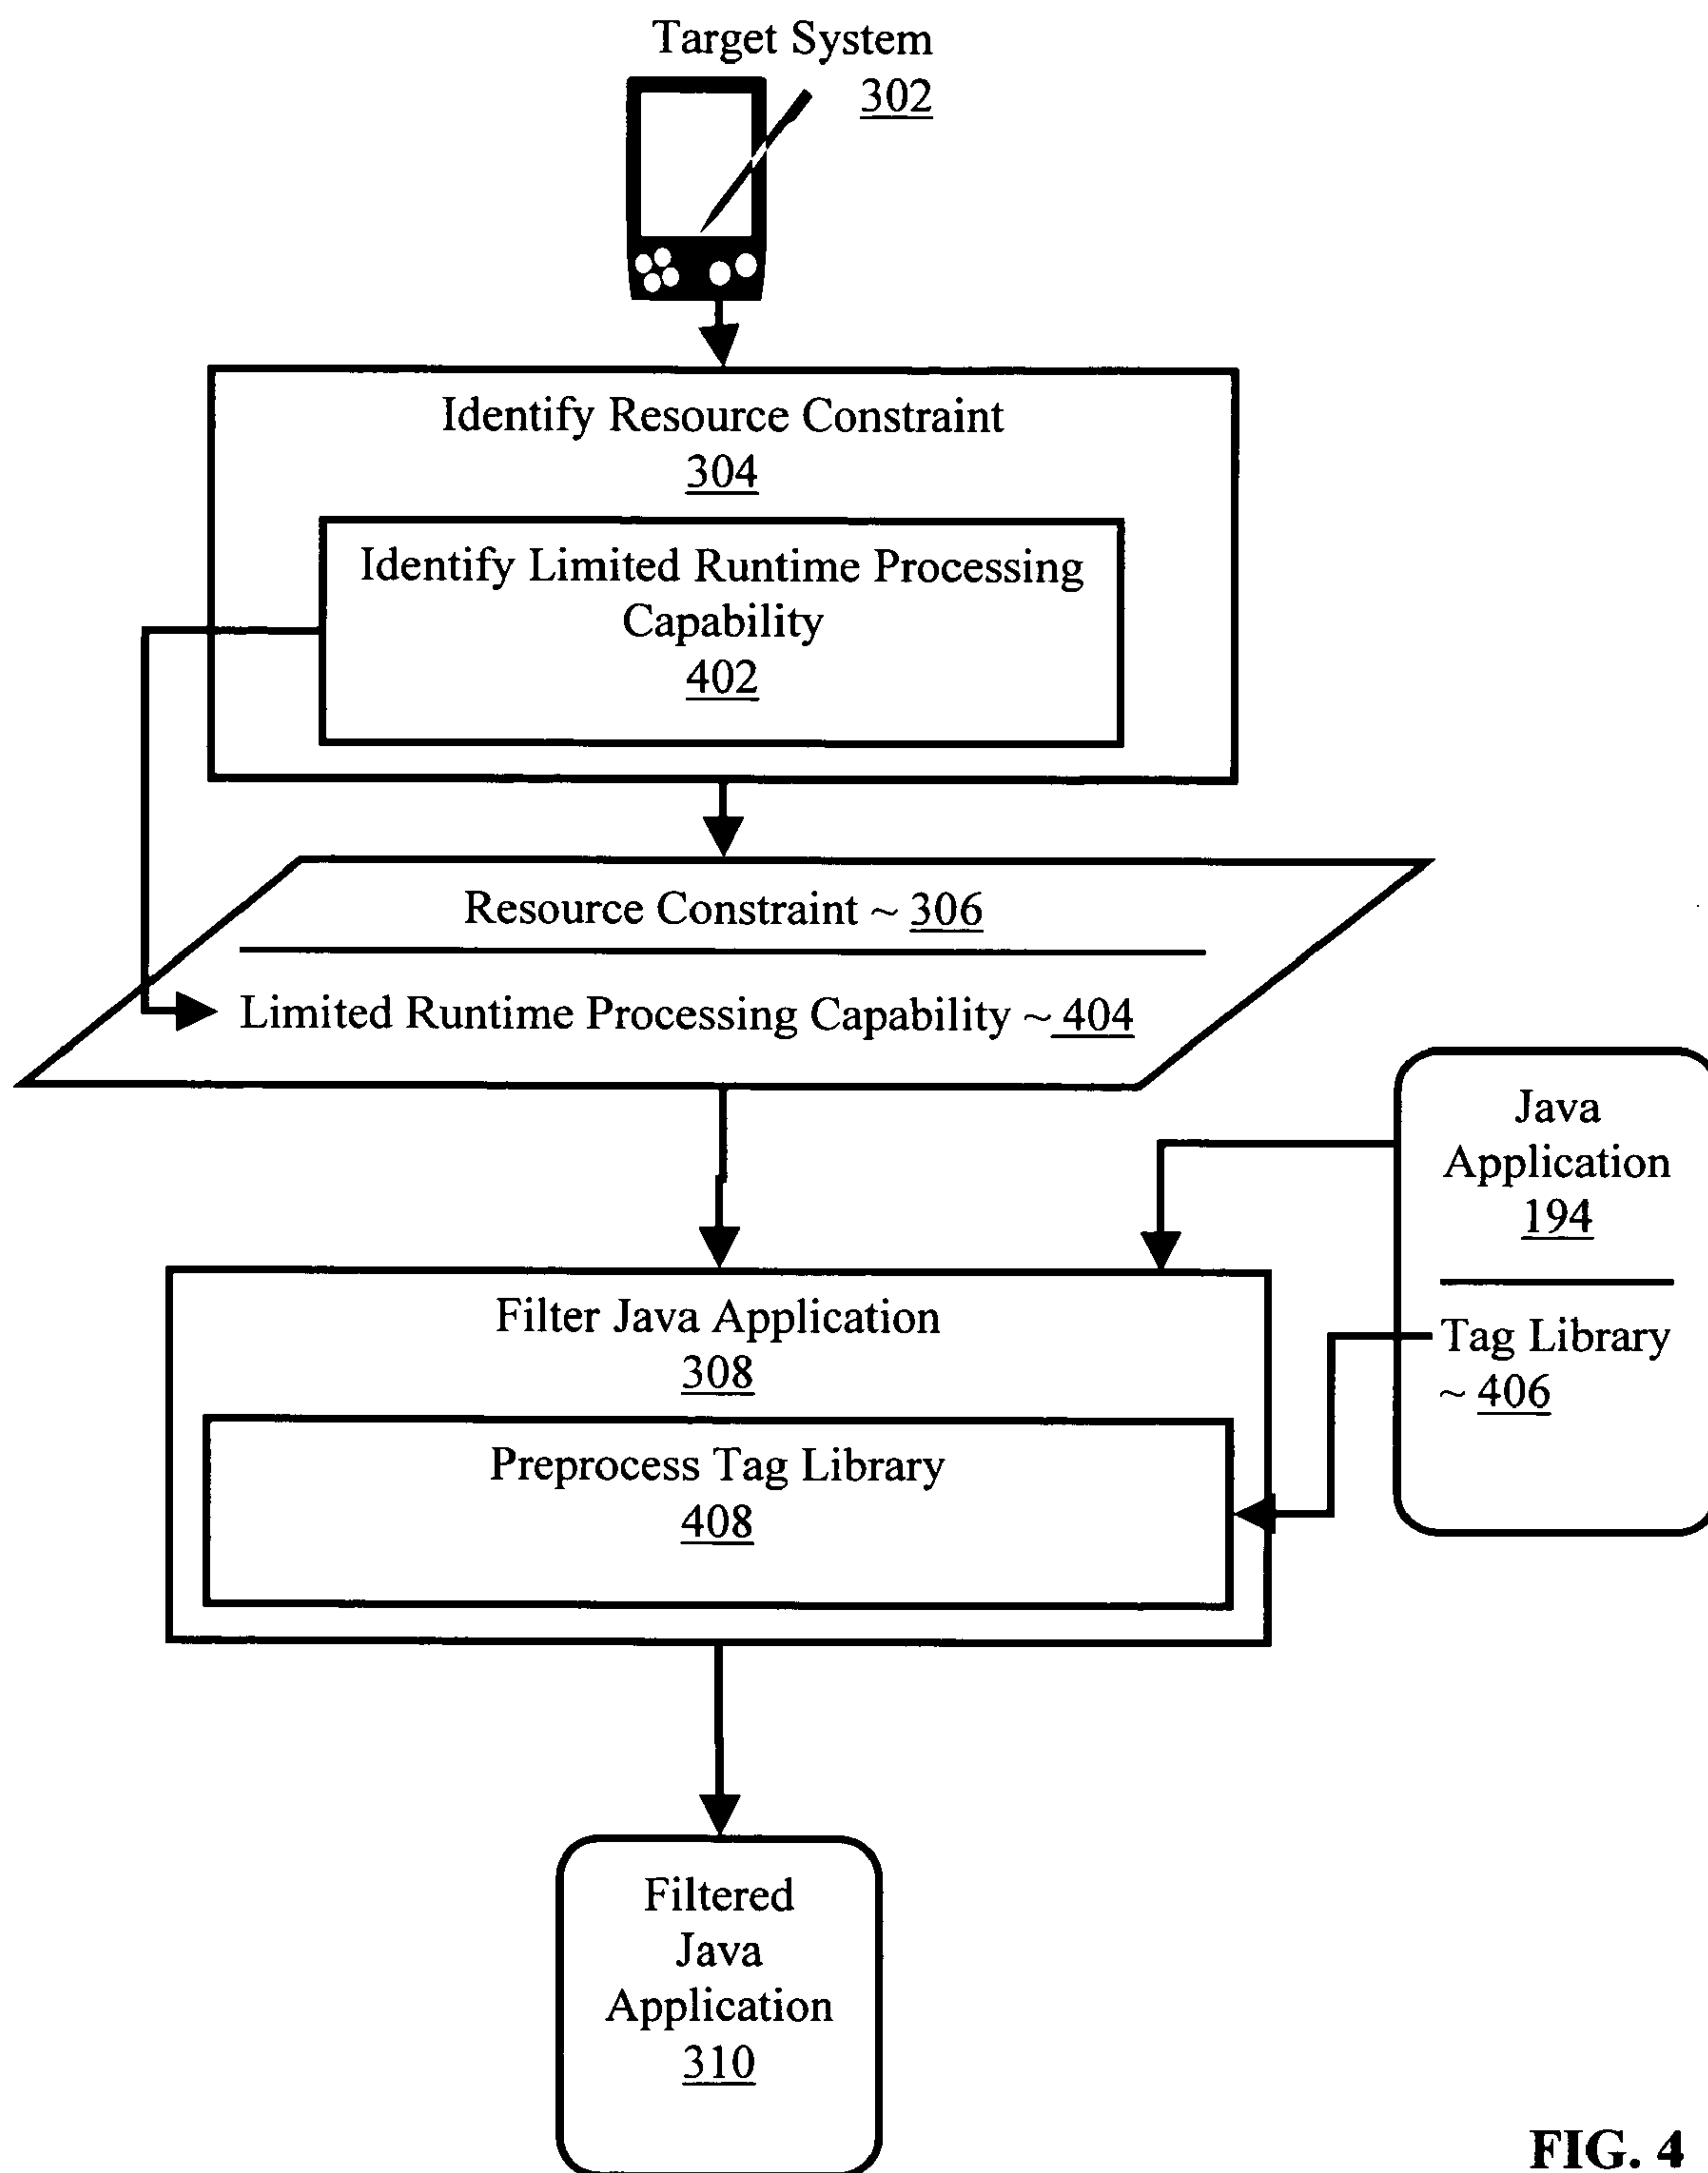 Target System
302
Identify Resource Constraint
304
Identify Limited Runtime Processing
Capability
402
Resource Constraint ~ 306
Limited Runtime Processing Capability ~ 404
Java
Application
194
Tag Library
~ 406
Filter Java Application
308
Preprocess Tag Library
408
Filtered
Java
Application
310
FIG. 4